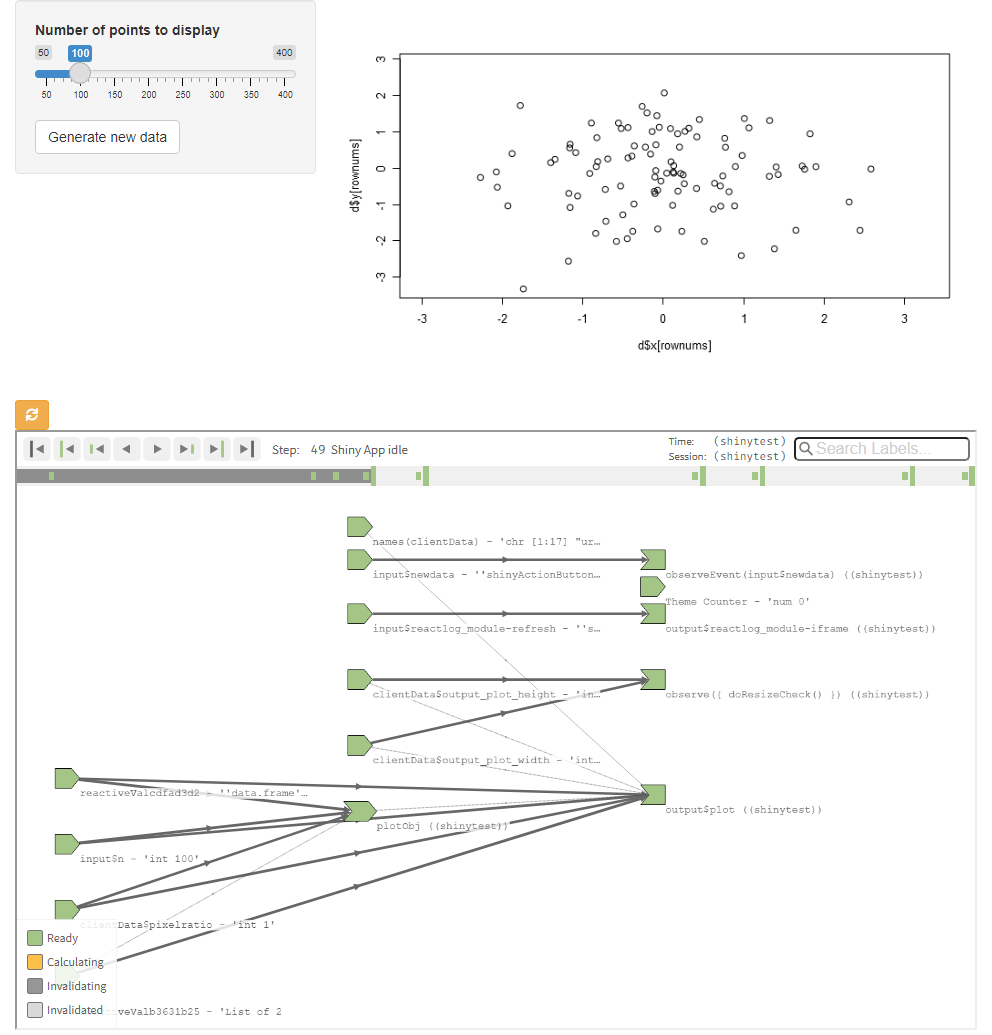 Number of points to display
50 100 400
50 100 150 200 250 300 350 400
Generate new data
3
2
1
0
-1
-2
-3
d$y[rownums]
-3 -2 -1 0 1 2 3
d$x[rownums]
Step: 49 Shiny App idle
Time: (shinytest)
Session: (shinytest)
Search Labels...
names(clientData) - 'chr [1:17] "ur…
input$newdata - ''shinyActionButton…
observeEvent(input$newdata) ((shinytest))
Theme Counter - 'num 0'
input$reactlog_module-refresh - ''s…
output$reactlog_module-iframe ((shinytest))
clientData$output_plot_height - 'in…
observe({ doResizeCheck() }) ((shinytest))
clientData$output_plot_width - 'int…
reactiveValcdfad3d2 - ''data.frame'…
output$plot ((shinytest))
plotObj ((shinytest))
input$n - 'int 100'
clientData$pixelratio - 'int 1'
Ready
Calculating
Invalidating
Invalidated
tiveValb3631b25 - 'List of 2